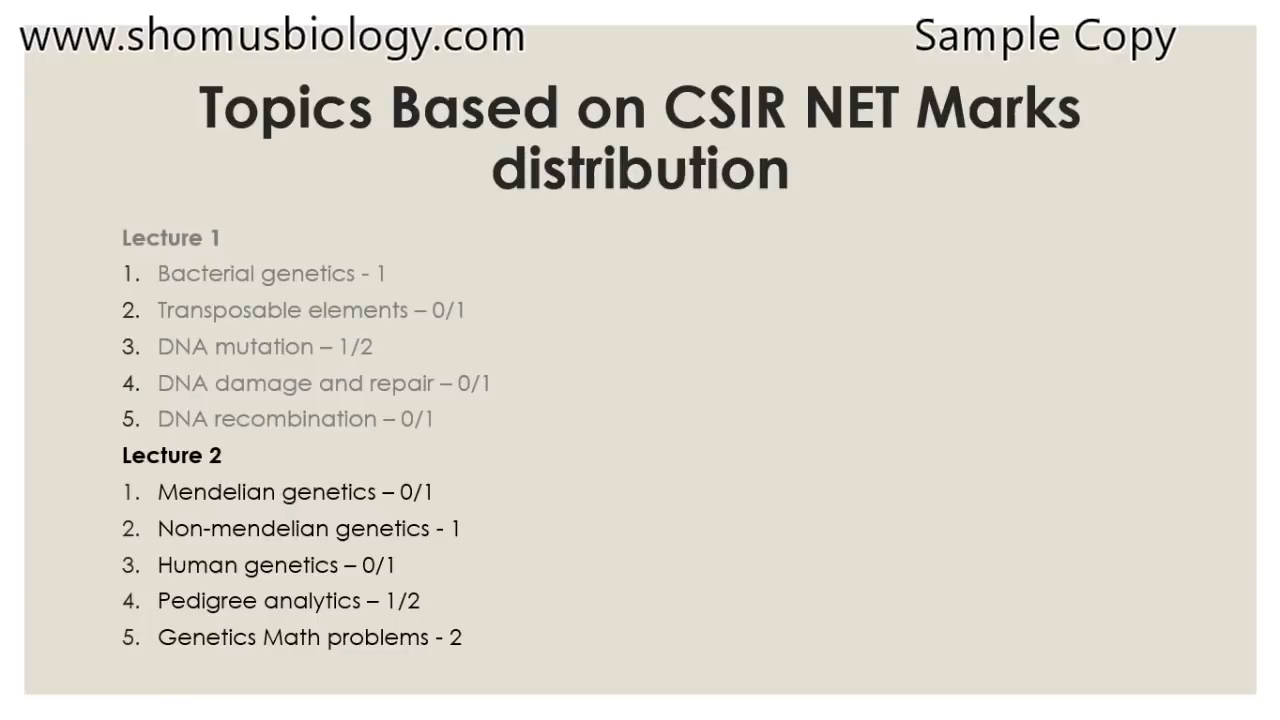 www.shomusbiology.com
Sample Copy
Topics Based on CSIR NET Marks
distribution
Lecture 1
1. Bacterial genetics - 1
2. Transposable elements – 0/1
3. DNA mutation – 1/2
4. DNA damage and repair – 0/1
5. DNA recombination – 0/1
Lecture 2
1. Mendelian genetics – 0/1
2. Non-mendelian genetics - 1
3. Human genetics – 0/1
4. Pedigree analytics – 1/2
5. Genetics Math problems - 2